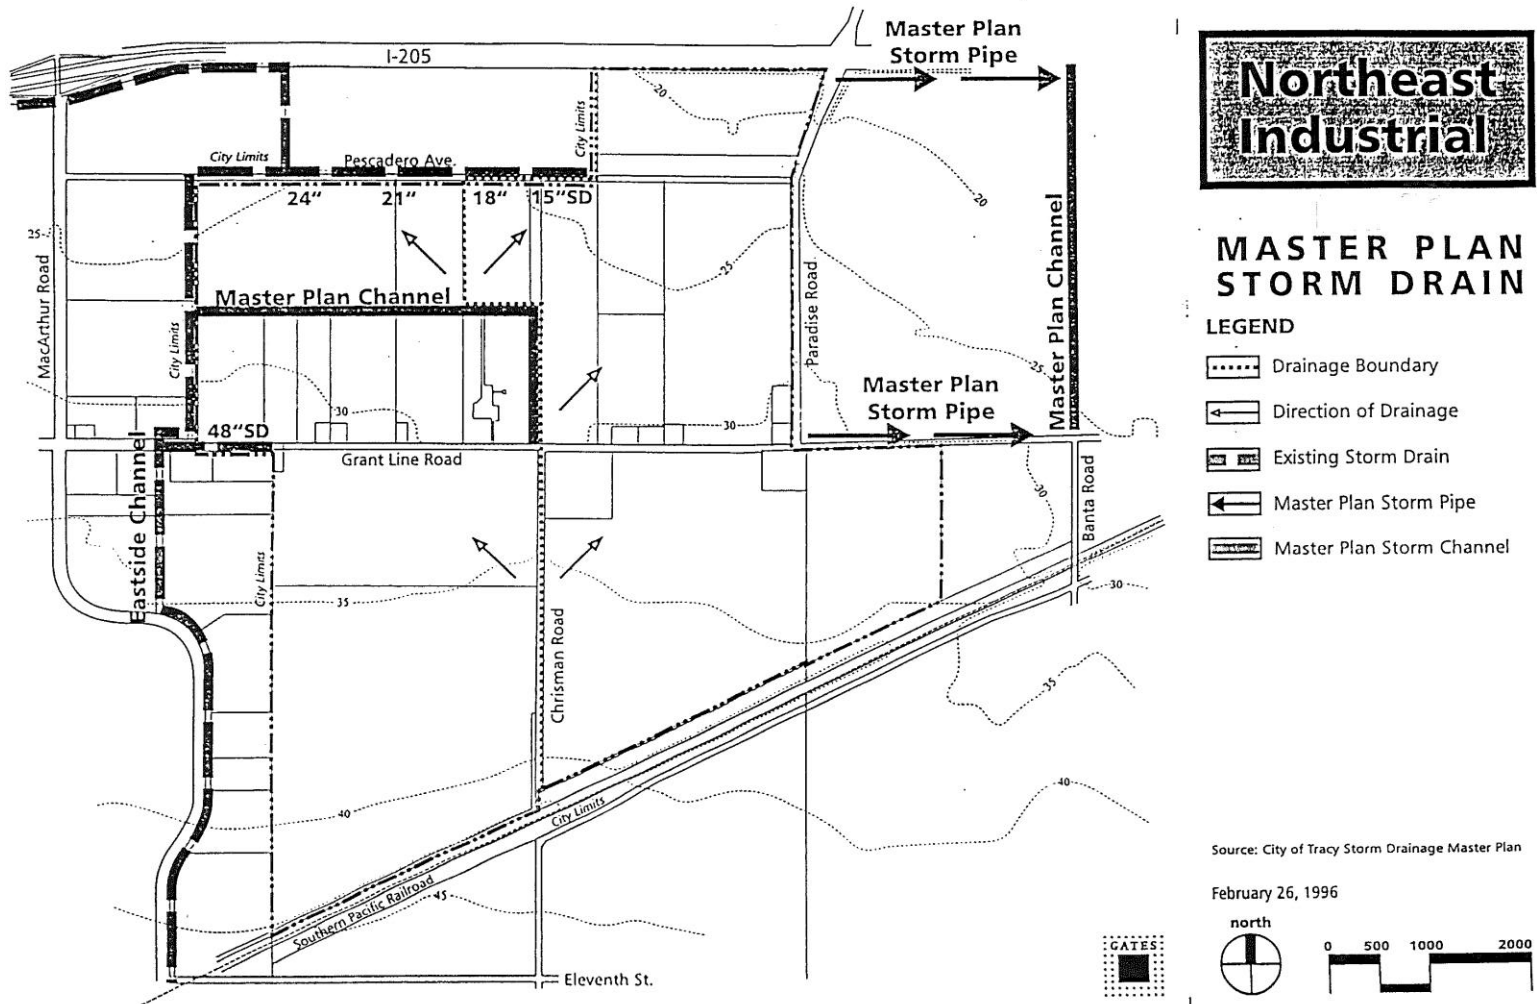 Master Plan
Storm Pipe
I-205
20
City Limits
City Limits
Pescadero Ave.
24"
21"
18"
15"SD
20
25
25
MacArthur Road
Master Plan Channel
City Limits
Paradise Road
Master Plan Channel
25
Master Plan
Storm Pipe
30
30
48"SD
Grant Line Road
Eastside Channel
30
Banta Road
City Limits
35
30
Chrisman Road
35
40
40
City Limits
Southern Pacific Railroad
45
Eleventh St.
Northeast
Industrial
MASTER PLAN
STORM DRAIN
LEGEND
Drainage Boundary
Direction of Drainage
Existing Storm Drain
Master Plan Storm Pipe
Master Plan Storm Channel
Source: City of Tracy Storm Drainage Master Plan
February 26, 1996
north
GATES
0 500 1000 2000